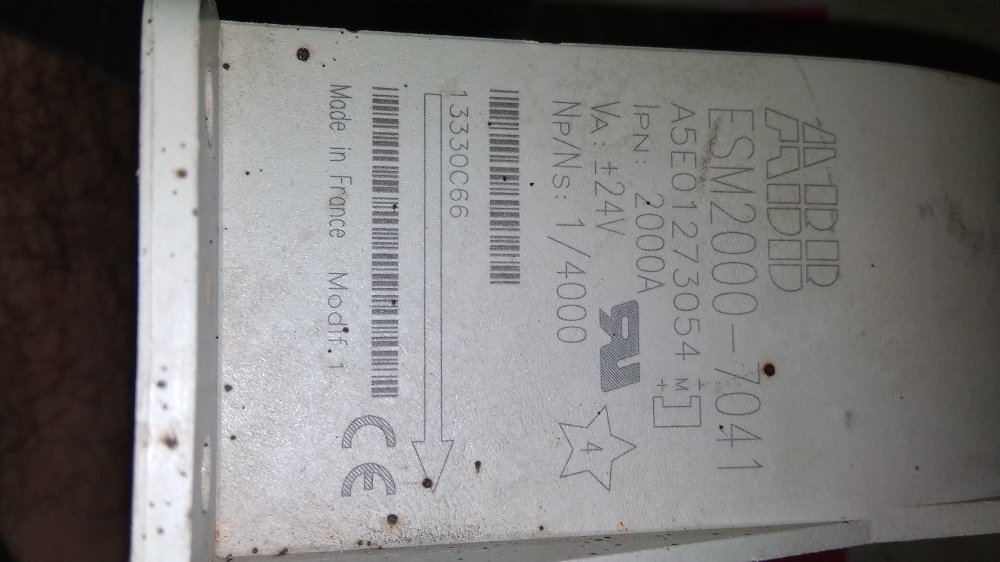 ABB
ESM2000-7041
A5E01273054
- M +
IPN: 2000A
VA: ±24V
NP/NS: 1/4000
4
1333OC66
Made in France Modif.1
CE